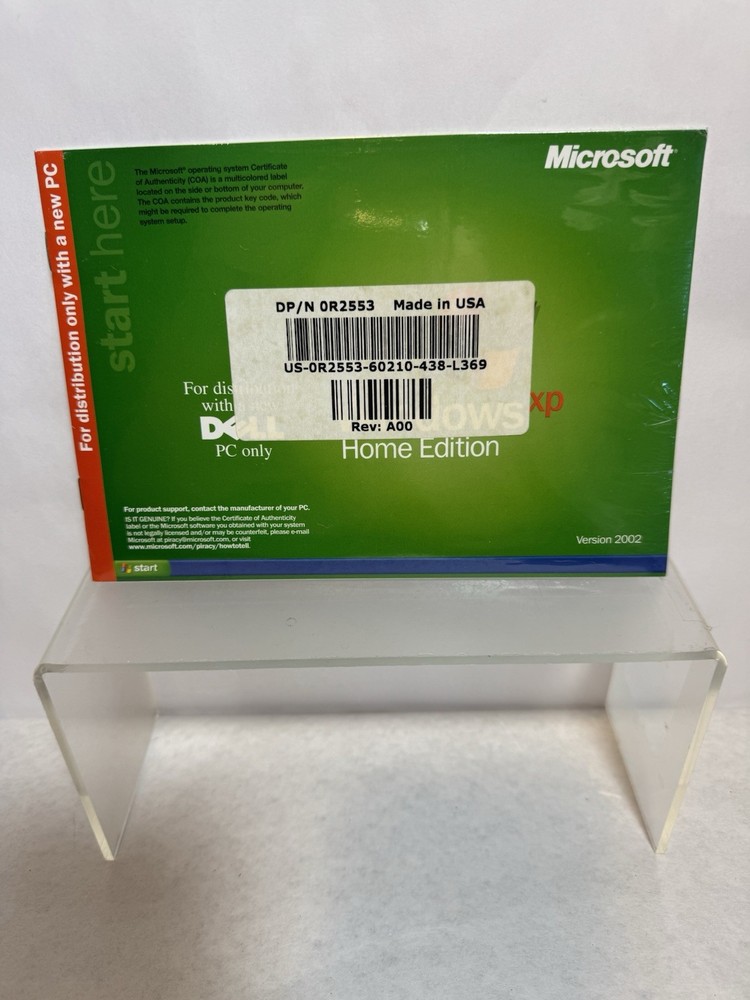 For distribution only with a new PC
start here
The Microsoft® operating system Certificate
of Authenticity (COA) is a multicolored label
located on the side or bottom of your computer.
The COA contains the product key code, which
might be required to complete the operating
system setup.
Microsoft®
DP/N 0R2553 Made in USA
US-0R2553-60210-438-L369
Rev: A00
For distribution
with a new
DELL
PC only
dows xp
Home Edition
For product support, contact the manufacturer of your PC.
IS IT GENUINE? If you believe the Certificate of Authenticity
label or the Microsoft software you obtained with your system
is not legally licensed and/or may be counterfeit, please e-mail
Microsoft at piracy@microsoft.com, or visit
www.microsoft.com/piracy/howtotell.
Version 2002
start